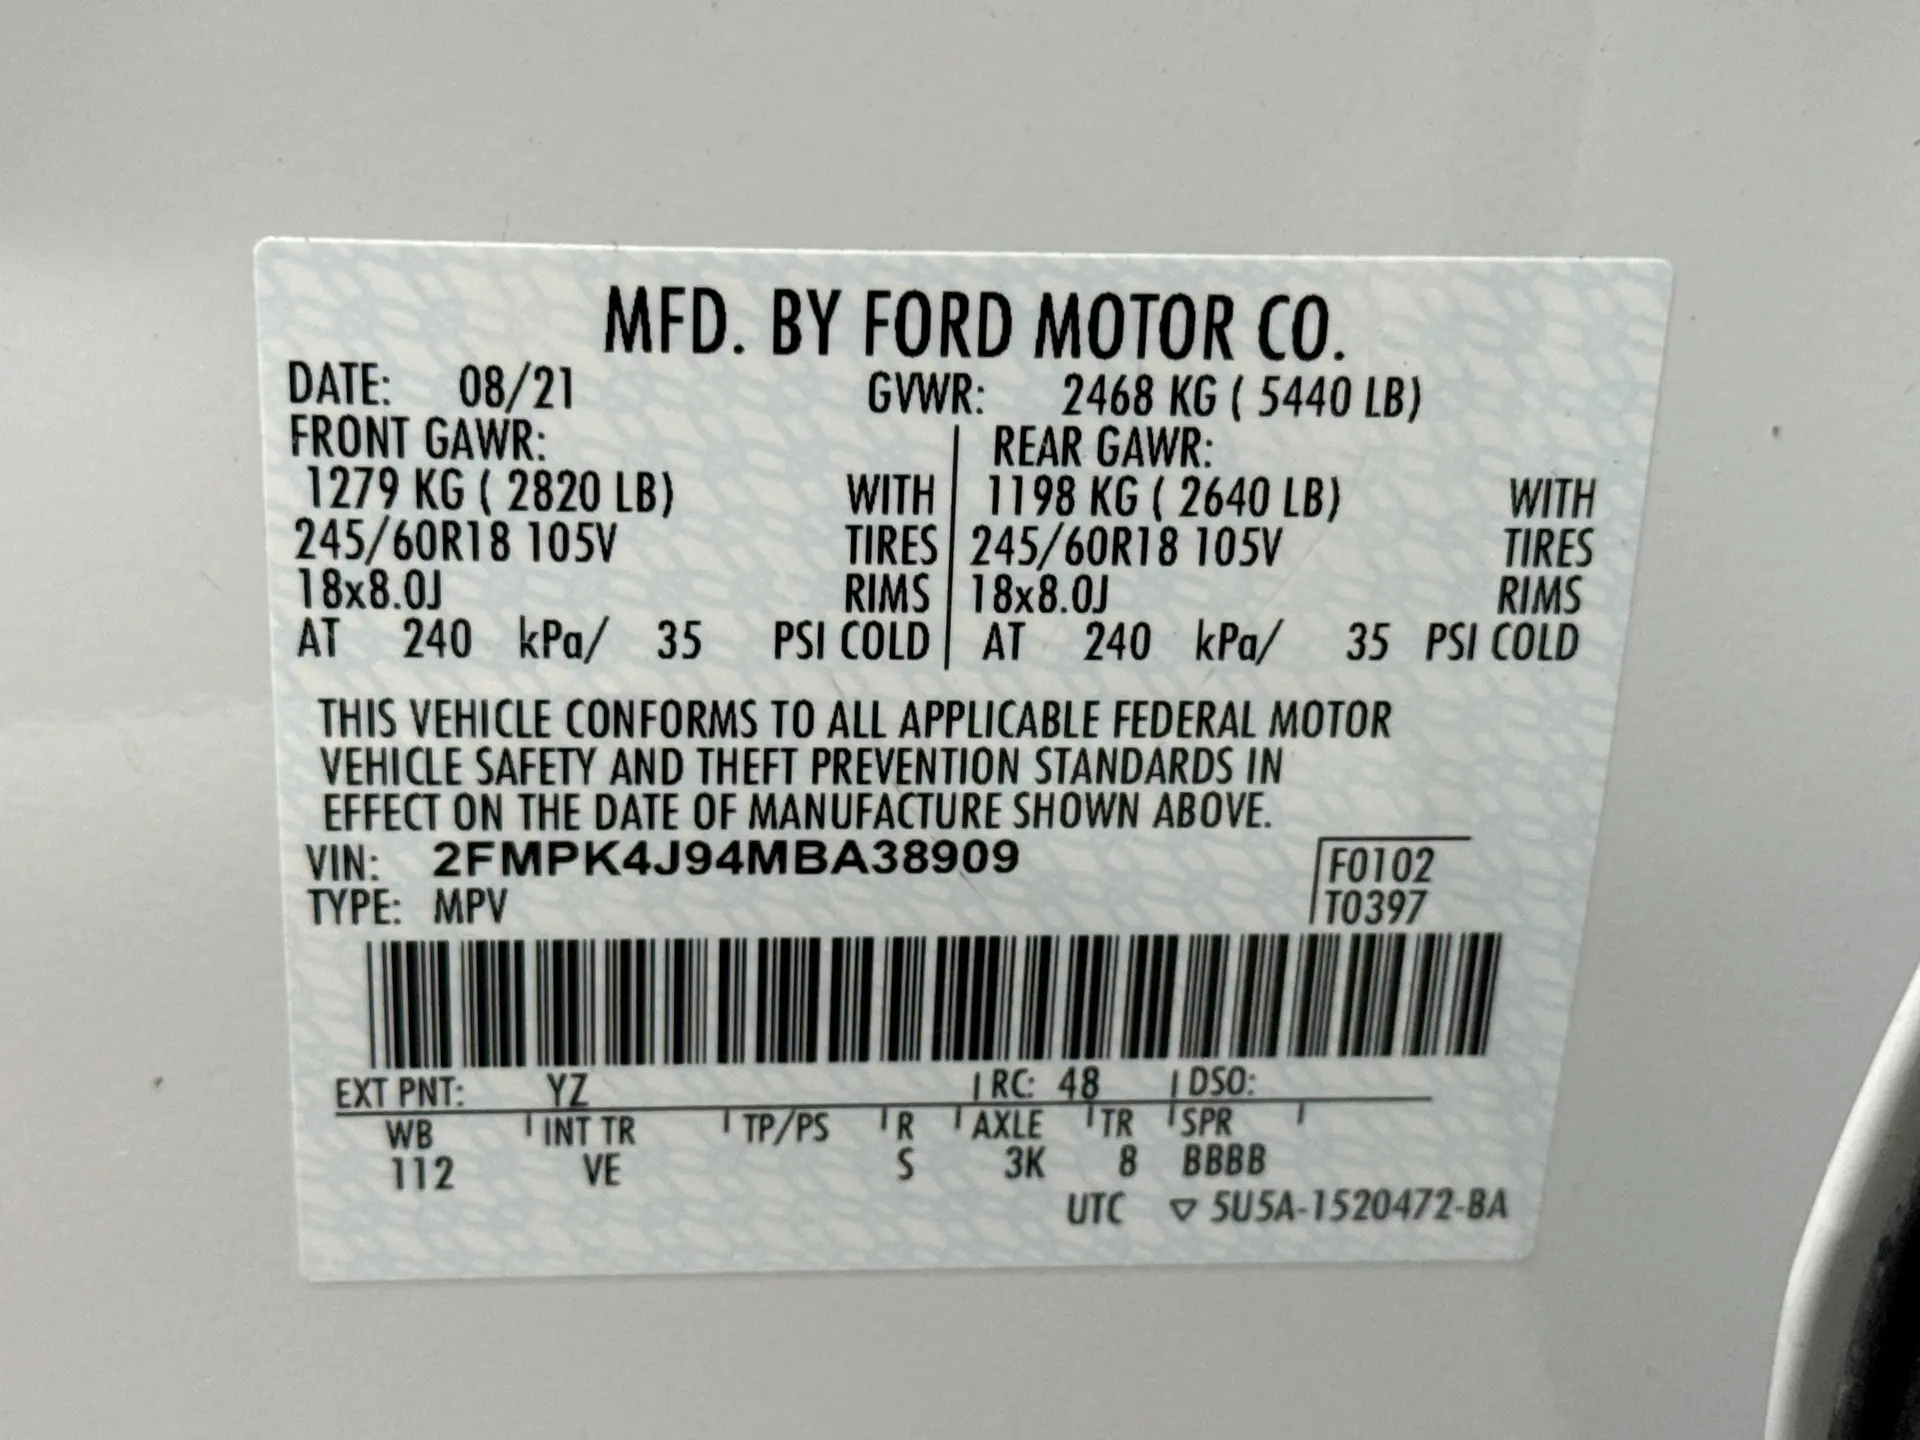 MFD. BY FORD MOTOR CO.
DATE: 08/21 GVWR: 2468 KG ( 5440 LB)
FRONT GAWR: REAR GAWR:
1279 KG ( 2820 LB) WITH 1198 KG ( 2640 LB) WITH
245/60R18 105V TIRES 245/60R18 105V TIRES
18x8.0J RIMS 18x8.0J RIMS
AT 240 kPa/ 35 PSI COLD AT 240 kPa/ 35 PSI COLD
THIS VEHICLE CONFORMS TO ALL APPLICABLE FEDERAL MOTOR
VEHICLE SAFETY AND THEFT PREVENTION STANDARDS IN
EFFECT ON THE DATE OF MANUFACTURE SHOWN ABOVE.
VIN: 2FMPK4J94MBA38909 F0102
TYPE: MPV T0397
EXT PNT: YZ RC: 48 DSO:
WB INT TR TP/PS R AXLE TR SPR
112 VE S 3K 8 BBBB
UTC ▽ 5U5A-1520472-BA